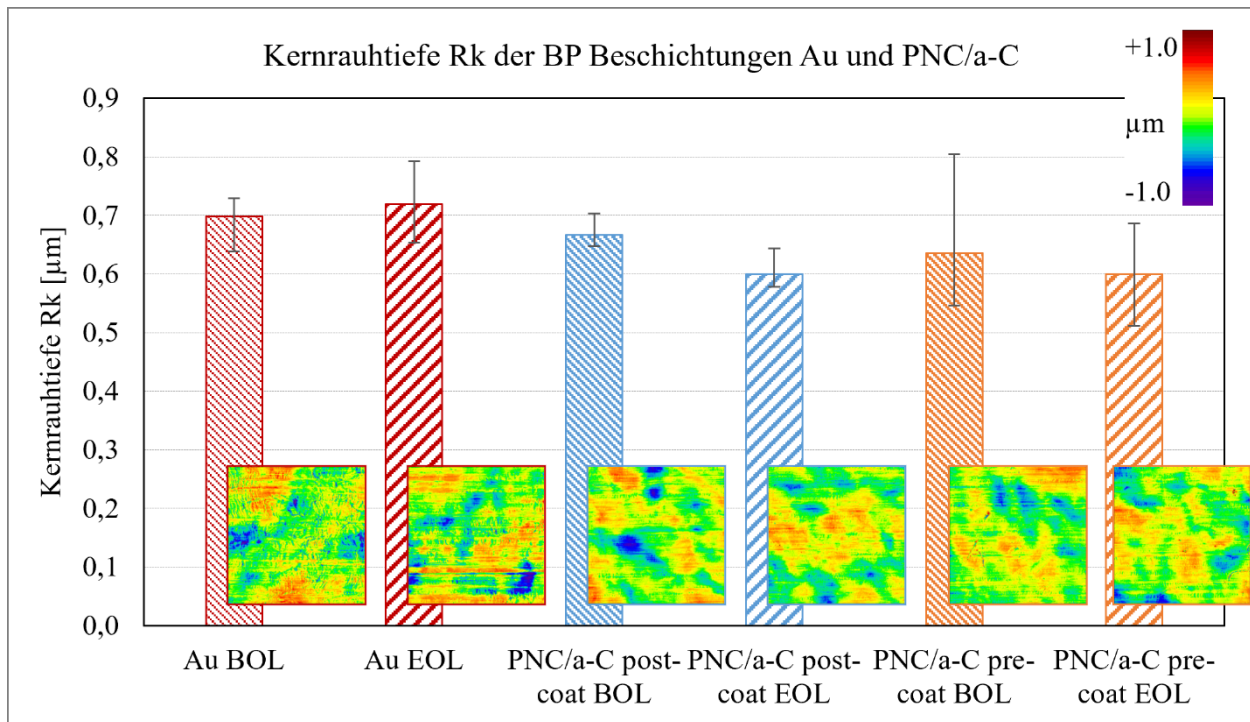 Kernrauhtiefe Rk der BP Beschichtungen Au und PNC/a-C
+1.0
µm
-1.0
Kernrauhtiefe Rk [µm]
0,9
0,8
0,7
0,6
0,5
0,4
0,3
0,2
0,1
0,0
Au BOL
Au EOL
PNC/a-C post-
coat BOL
PNC/a-C post-
coat EOL
PNC/a-C pre-
coat BOL
PNC/a-C pre-
coat EOL